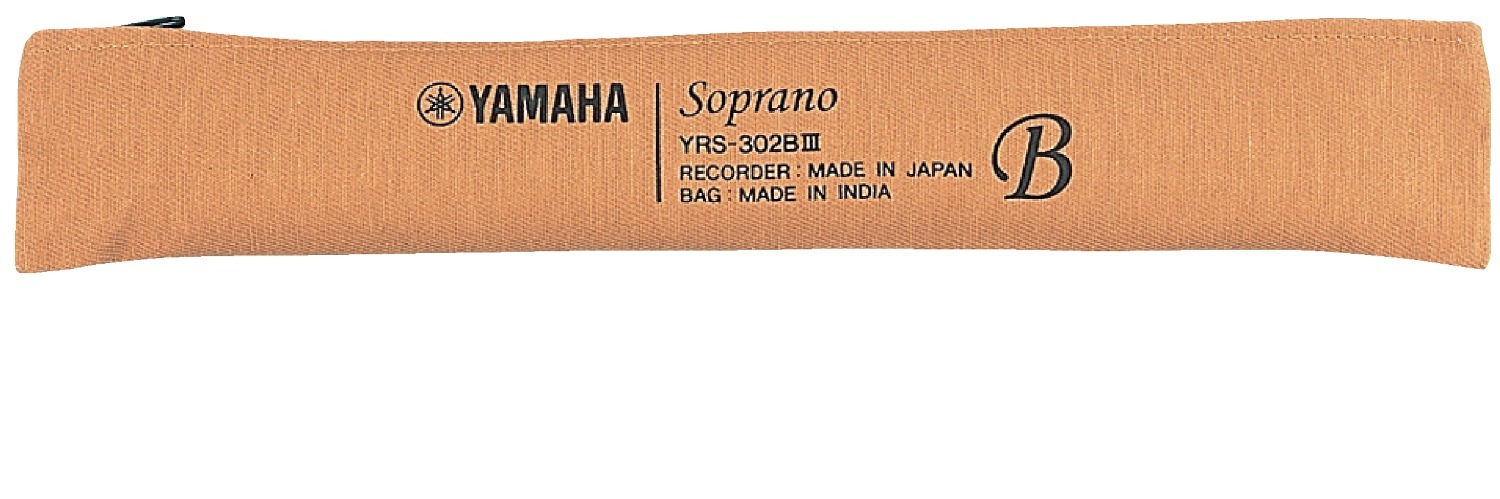 YAMAHA
Soprano
YRS-302BⅢ
RECORDER : MADE IN JAPAN
BAG : MADE IN INDIA
B